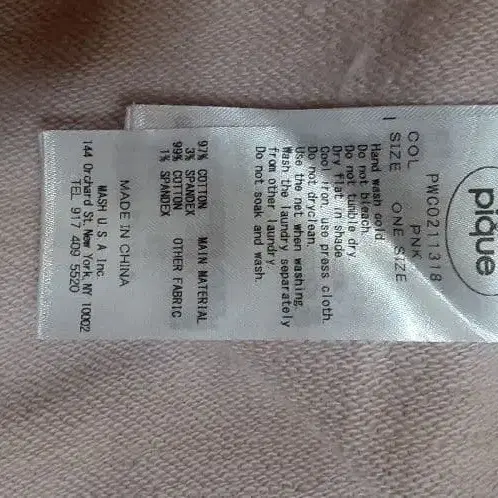 pique
PWCO211318
COL PNK
SIZE ONE SIZE
Hand wash cold
Do not bleach.
Do not tumble dry
Dry flat in shade
Cool iron, use press cloth.
Do not dryclean.
Use the net when washing
Wash the laundry separately
from other laundry.
Do not soak and wash.
97% COTTON MAIN MATERIAL
3% SPANDEX
99% COTTON OTHER FABRIC
1% SPANDEX
MADE IN CHINA
MASH U S A Inc.
144 Orchard St, New York, NY 10002
TEL 917 409 5520